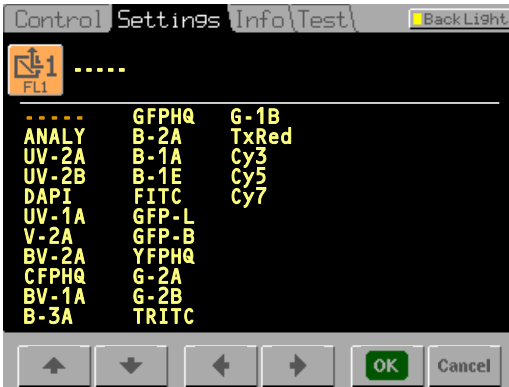 Control Settings Info Test BackLight
1
FL1
-----
----- GFPHQ G-1B
ANALY B-2A TxRed
UV-2A B-1A Cy3
UV-2B B-1E Cy5
DAPI FITC Cy7
UV-1A GFP-L
V-2A GFP-B
BV-2A YFPHQ
CFPHQ G-2A
BV-1A G-2B
B-3A TRITC
OK Cancel